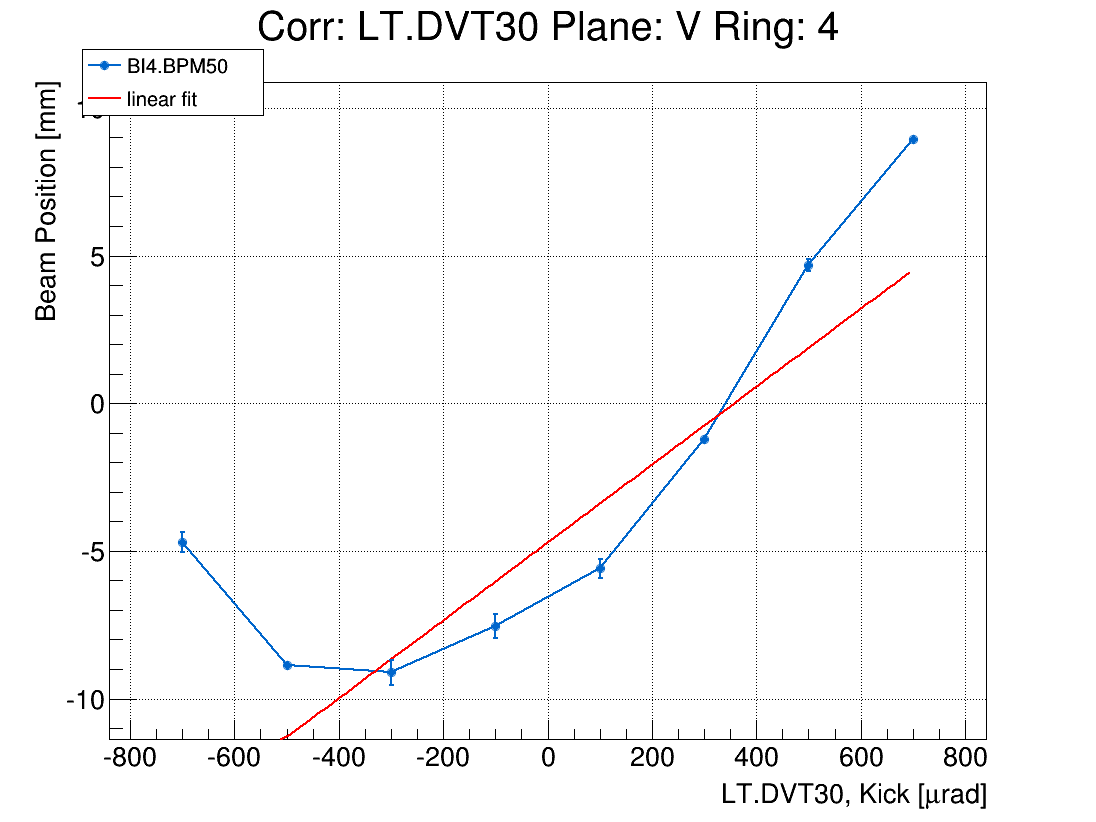 Corr: LT.DVT30 Plane: V Ring: 4
BI4.BPM50
linear fit
Beam Position [mm]
5
0
-5
-10
-800 -600 -400 -200 0 200 400 600 800
LT.DVT30, Kick [μrad]